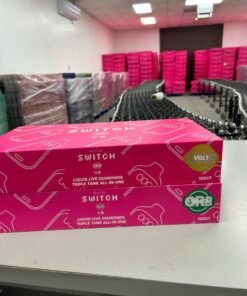 SWITCH
ORB
LIQUID LIVE DIAMONDS
TRIPLE TANK ALL-IN-ONE
VOLT
100CT
SWITCH
LIQUID LIVE DIAMONDS
TRIPLE TANK ALL-IN-ONE
ORB
100CT